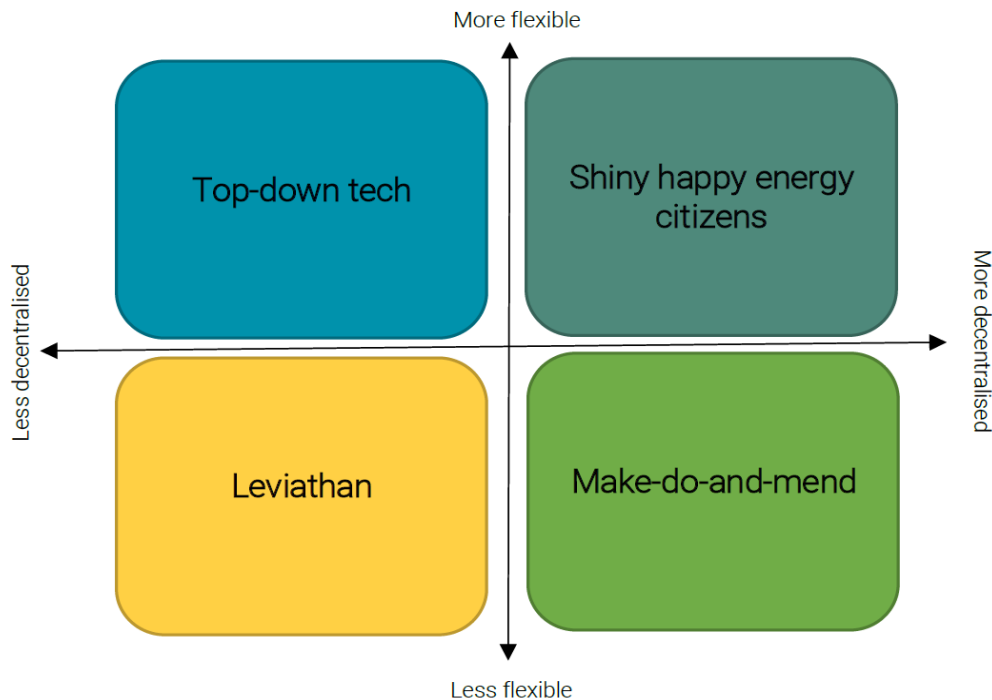 More flexible
Top-down tech
Shiny happy energy
citizens
Less decentralised
More decentralised
Leviathan
Make-do-and-mend
Less flexible